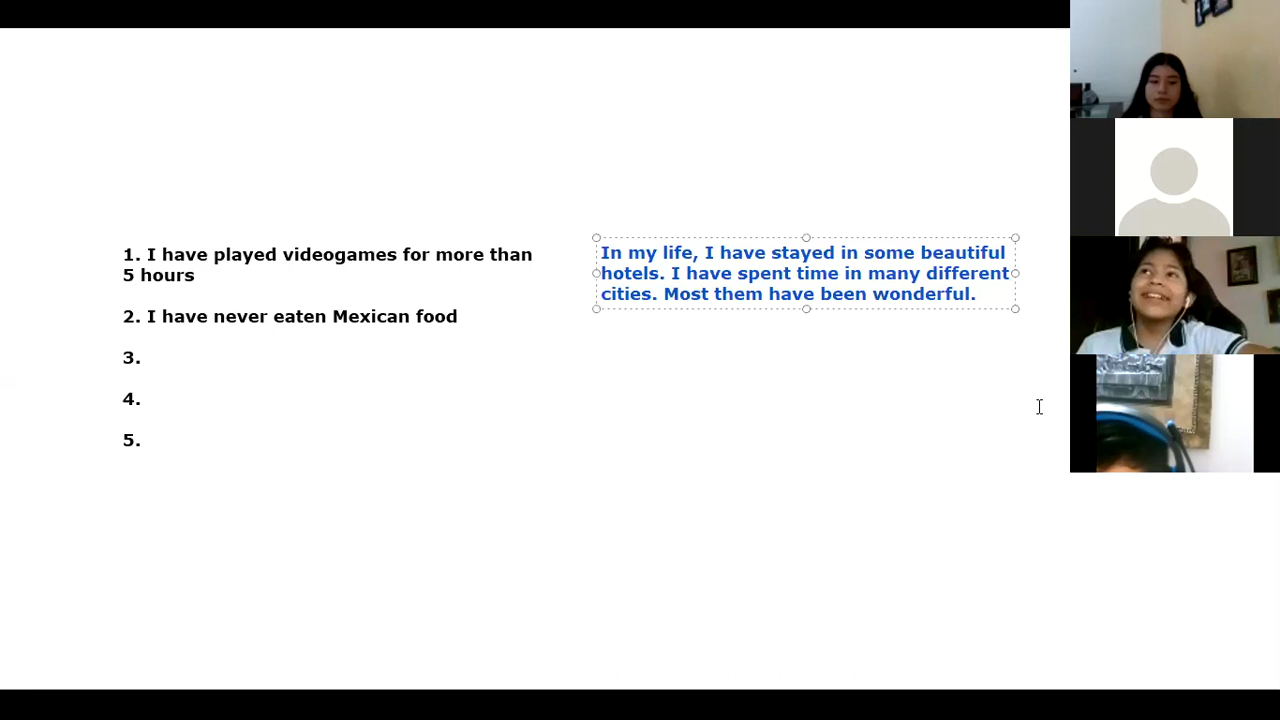 1. I have played videogames for more than
5 hours
2. I have never eaten Mexican food
3.
4.
5.
In my life, I have stayed in some beautiful
hotels. I have spent time in many different
cities. Most them have been wonderful.